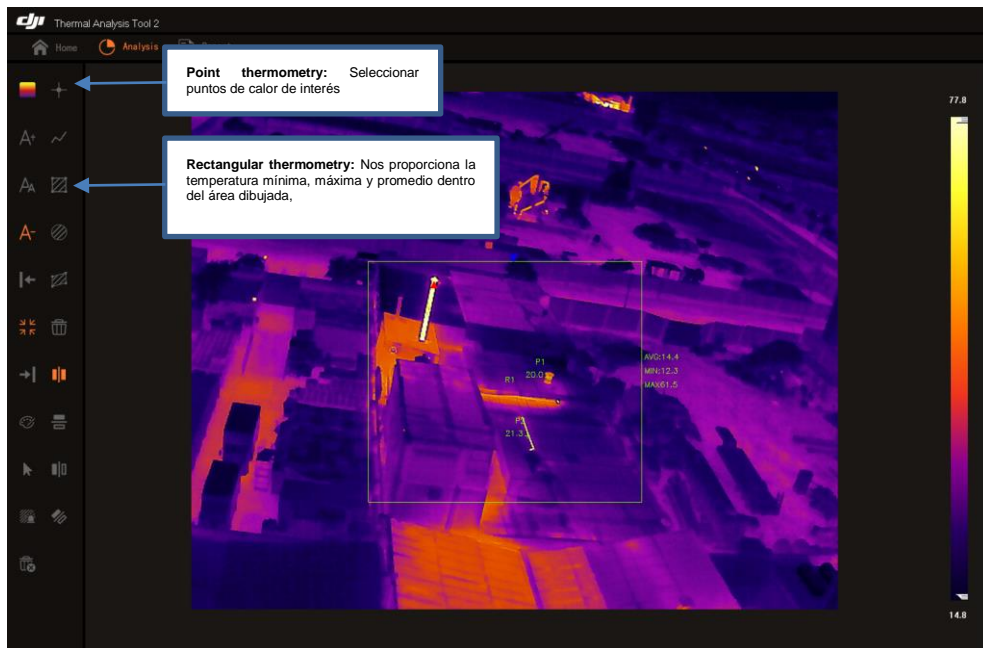 dji Thermal Analysis Tool 2
Home Analysis
Point thermometry: Seleccionar
puntos de calor de interés
77.8
Rectangular thermometry: Nos proporciona la
temperatura mínima, máxima y promedio dentro
del área dibujada,
P1
20.0
R1
AVG:14.4
MIN:12.3
MAX:61.5
P2
21.3
14.8